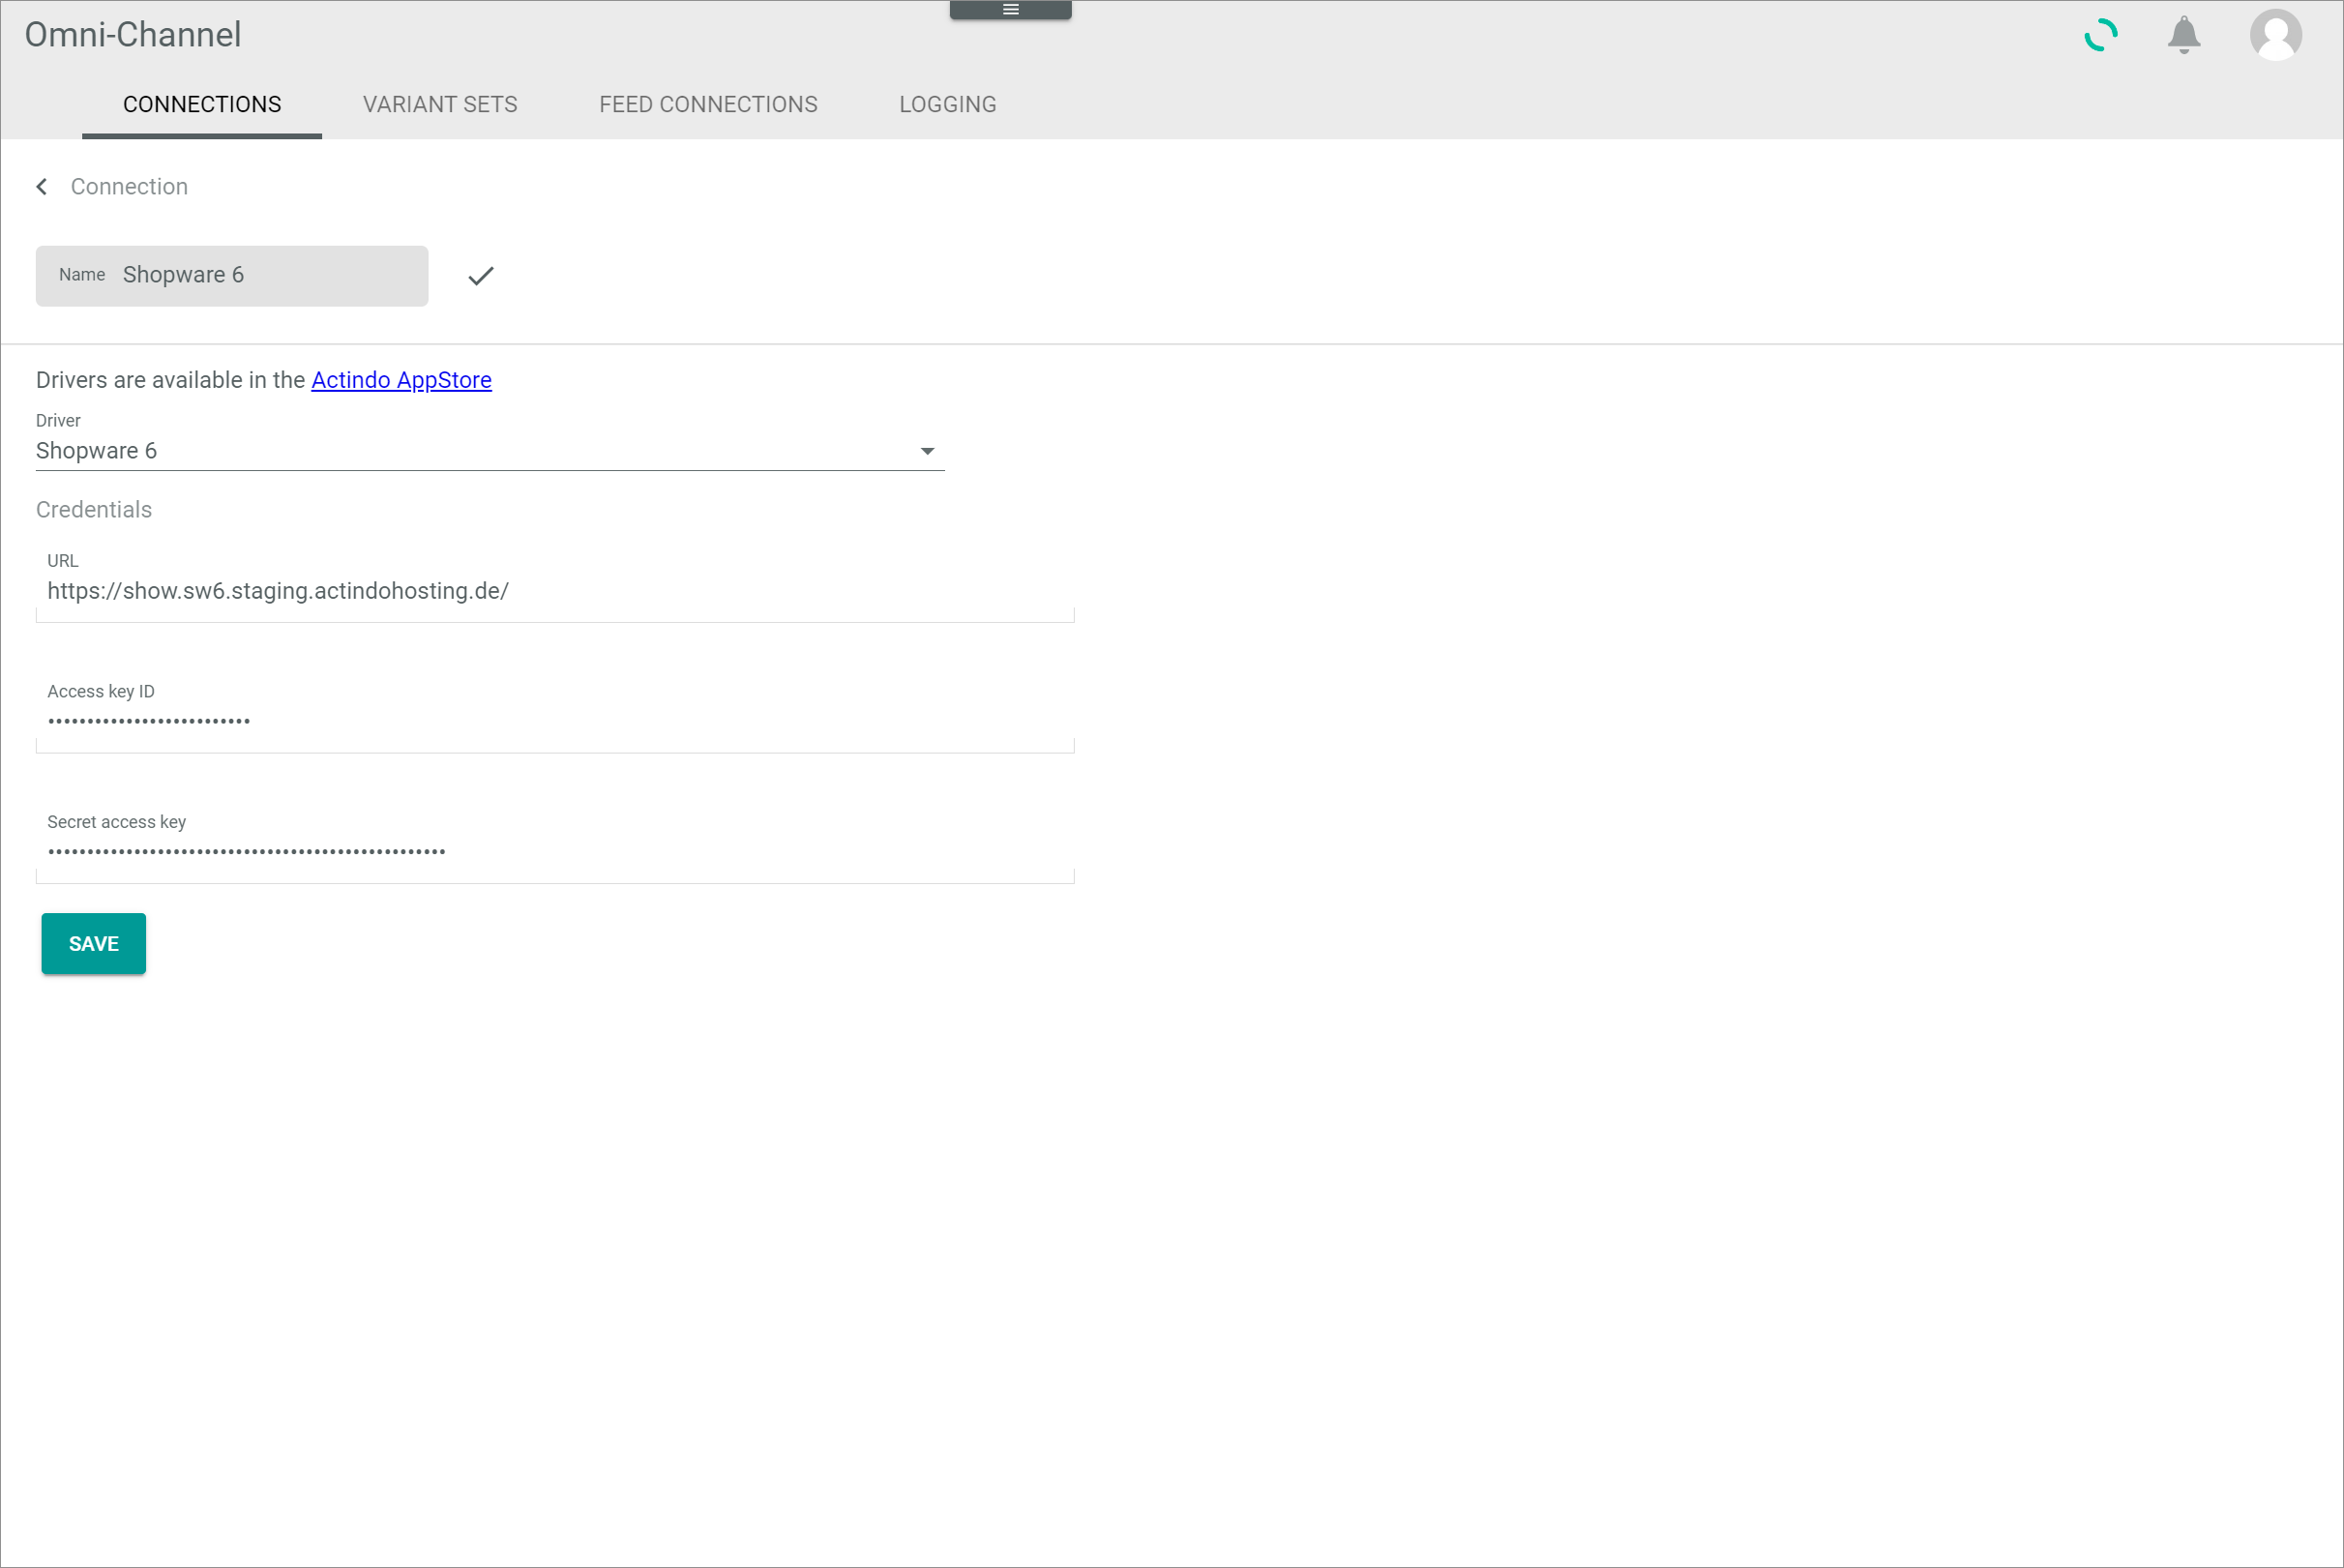 Omni-Channel
CONNECTIONS VARIANT SETS FEED CONNECTIONS LOGGING
Connection
Name Shopware 6
Drivers are available in the Actindo AppStore
Driver
Shopware 6
Credentials
URL
https://show.sw6.staging.actindohosting.de/
Access key ID
••••••••••••••••••••••••••
Secret access key
•••••••••••••••••••••••••••••••••••••••••••••••••••
SAVE